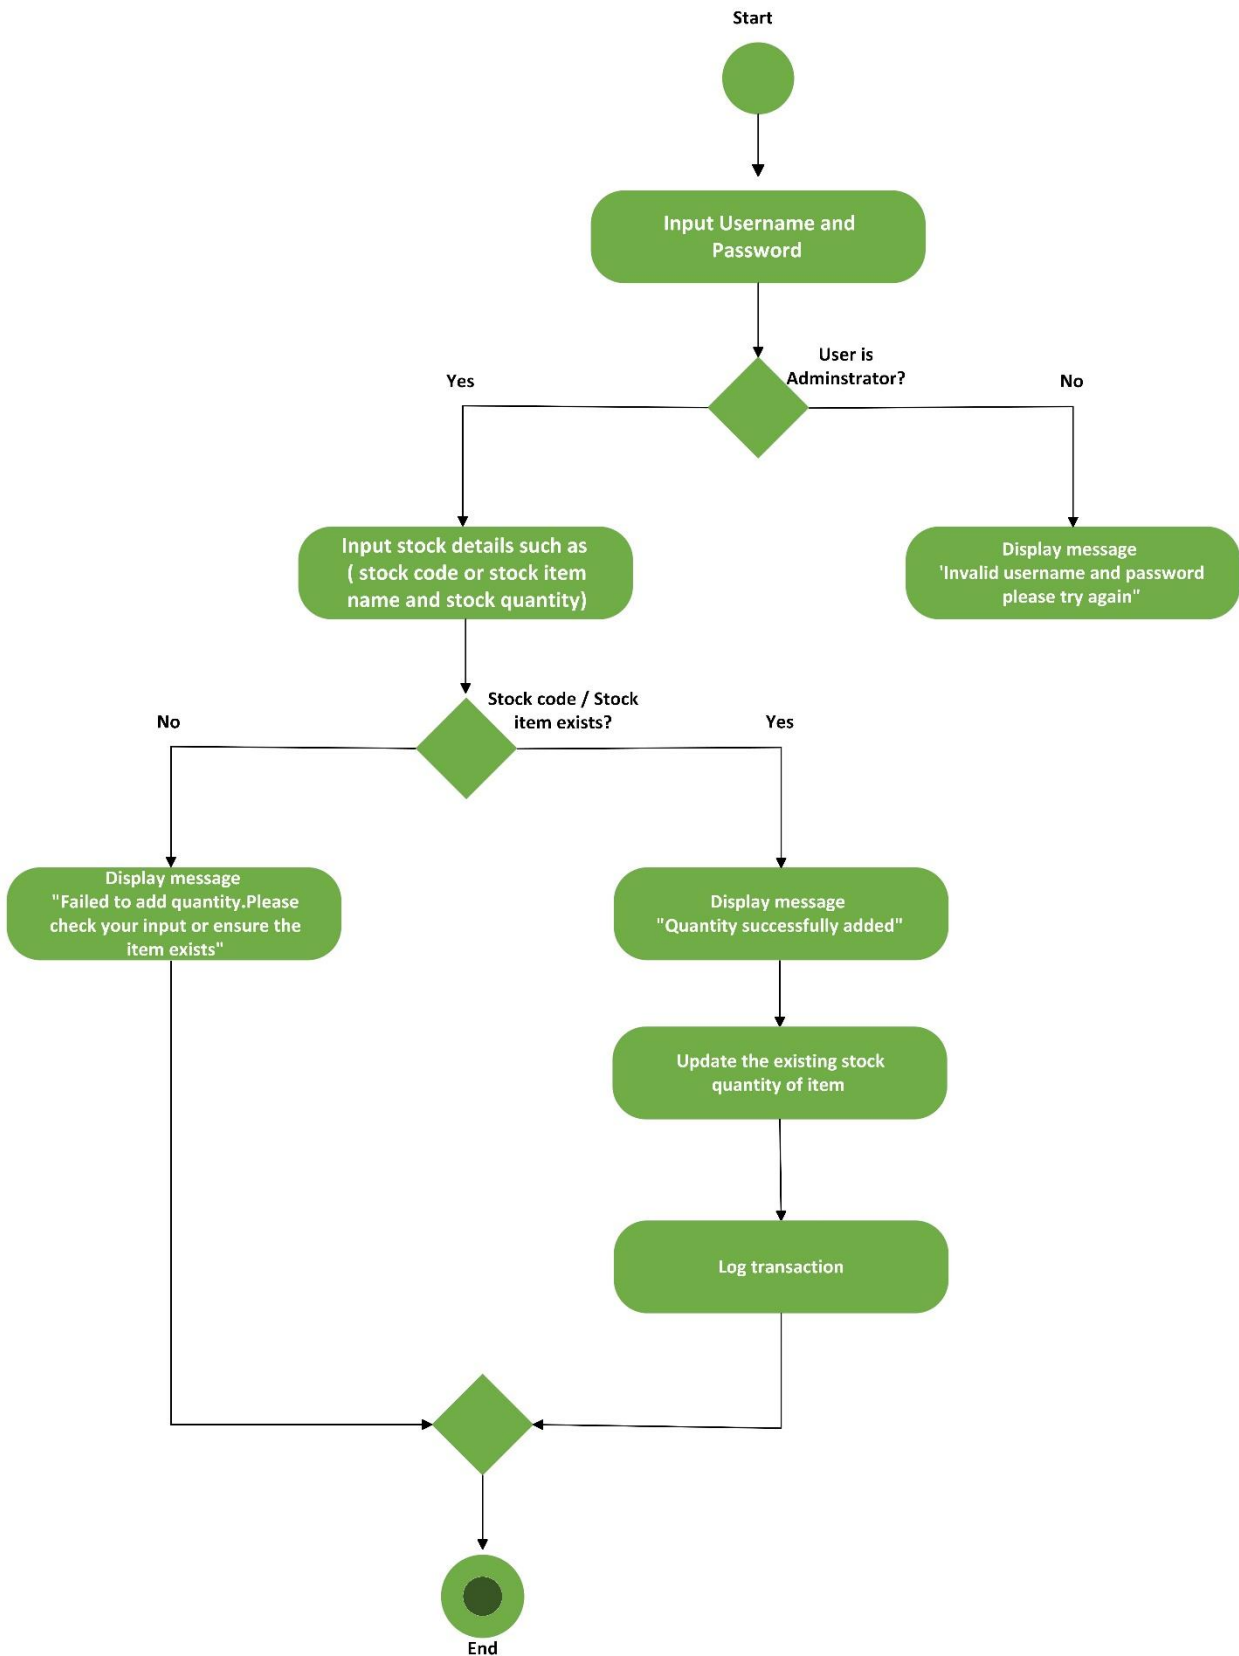 Start
Input Username and
Password
User is
Adminstrator?
Yes
No
Input stock details such as
( stock code or stock item
name and stock quantity)
Display message
'Invalid username and password
please try again"
Stock code / Stock
item exists?
No
Yes
Display message
"Failed to add quantity.Please
check your input or ensure the
item exists"
Display message
"Quantity successfully added"
Update the existing stock
quantity of item
Log transaction
End